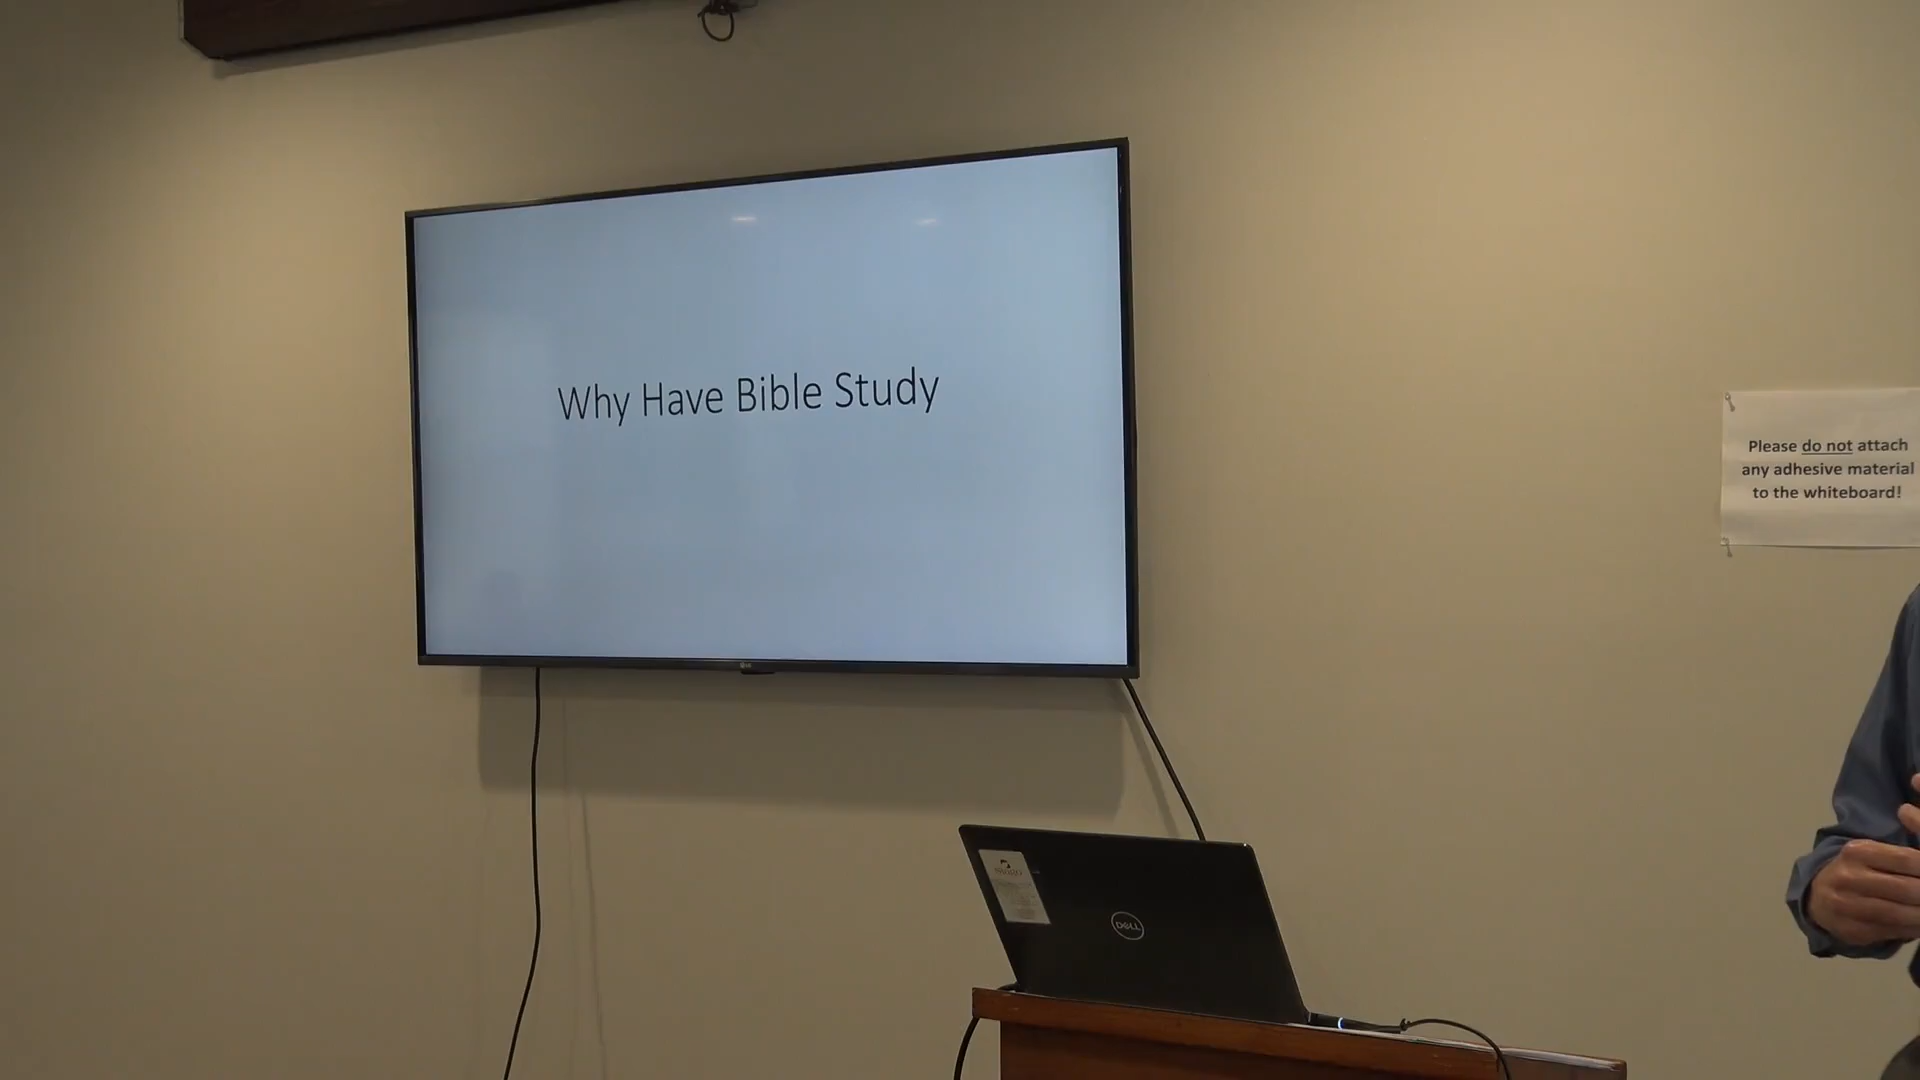 Why Have Bible Study
Please do not attach
any adhesive material
to the whiteboard!
DELL